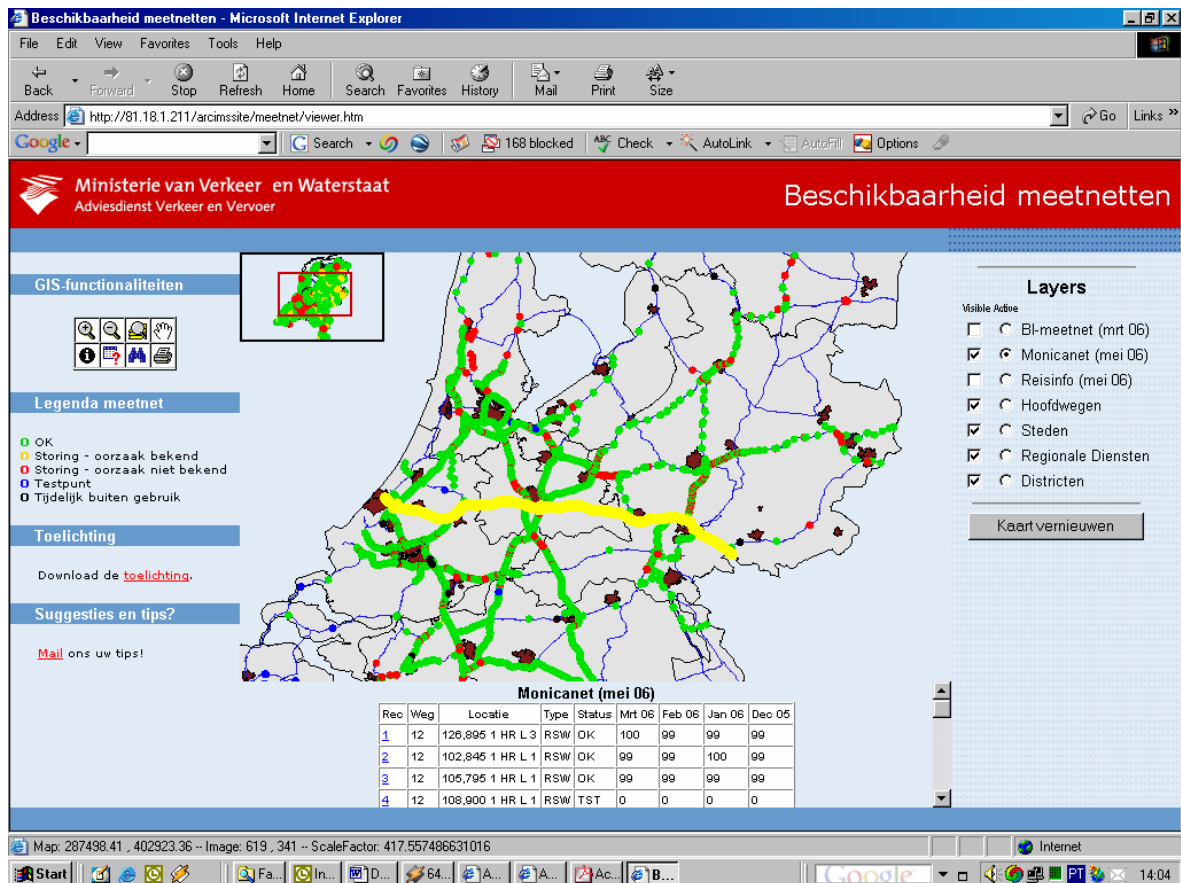 Beschikbaarheid meetnetten - Microsoft Internet Explorer
File Edit View Favorites Tools Help
Back Forward Stop Refresh Home Search Favorites History Mail Print Size
Address http://81.18.1.211/arcimssite/meetnet/viewer.htm Go Links »
Google Search 168 blocked ABC Check AutoLink AutoFill Options
Ministerie van Verkeer en Waterstaat
Adviesdienst Verkeer en Vervoer
Beschikbaarheid meetnetten
GIS-functionaliteiten
Legenda meetnet
OK
Storing - oorzaak bekend
Storing - oorzaak niet bekend
Testpunt
Tijdelijk buiten gebruik
Toelichting
Download de toelichting.
Suggesties en tips?
Mail ons uw tips!
Layers
Visible Active
BI-meetnet (mrt 06)
Monicanet (mei 06)
Reisinfo (mei 06)
Hoofdwegen
Steden
Regionale Diensten
Districten
Kaart vernieuwen
Monicanet (mei 06)
Rec Weg Locatie Type Status Mrt 06 Feb 06 Jan 06 Dec 05
1 12 126,895 1 HR L 3 RSW OK 100 99 99 99
2 12 102,845 1 HR L 1 RSW OK 99 99 100 99
3 12 105,795 1 HR L 1 RSW OK 99 99 99 99
4 12 108,900 1 HR L 1 RSW TST 0 0 0 0
Map: 287498.41 , 402923.36 -- Image: 619 , 341 -- ScaleFactor: 417.557486631016
Internet
Start Fa... In... D... 64... A... A... Ac... B... Google PT 14:04